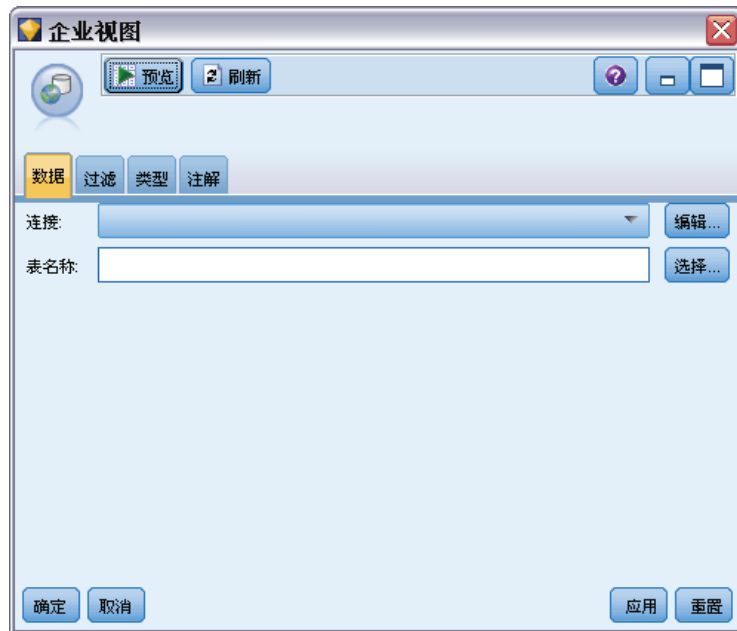 企业视图
预览 刷新 ?
数据 过滤 类型 注解
连接: 编辑...
表名称: 选择...
确定 取消 应用 重置